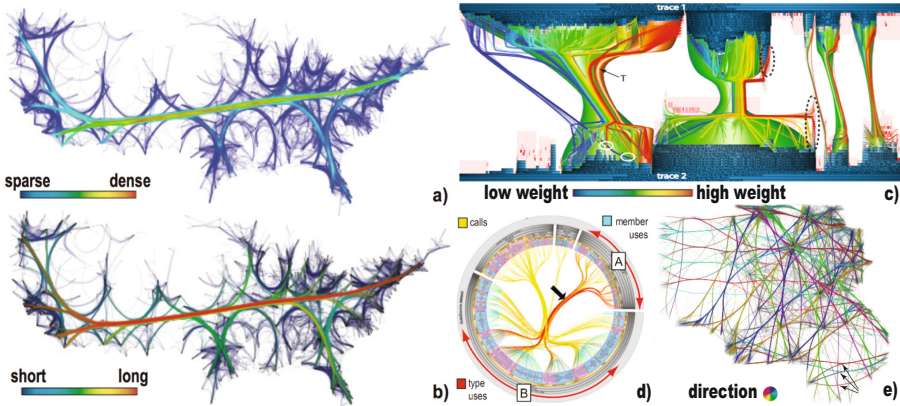 sparse
dense
a)
trace 1
T
trace 2
low weight
high weight
c)
short
long
b)
calls
member
uses
A
B
type
uses
d)
direction
e)